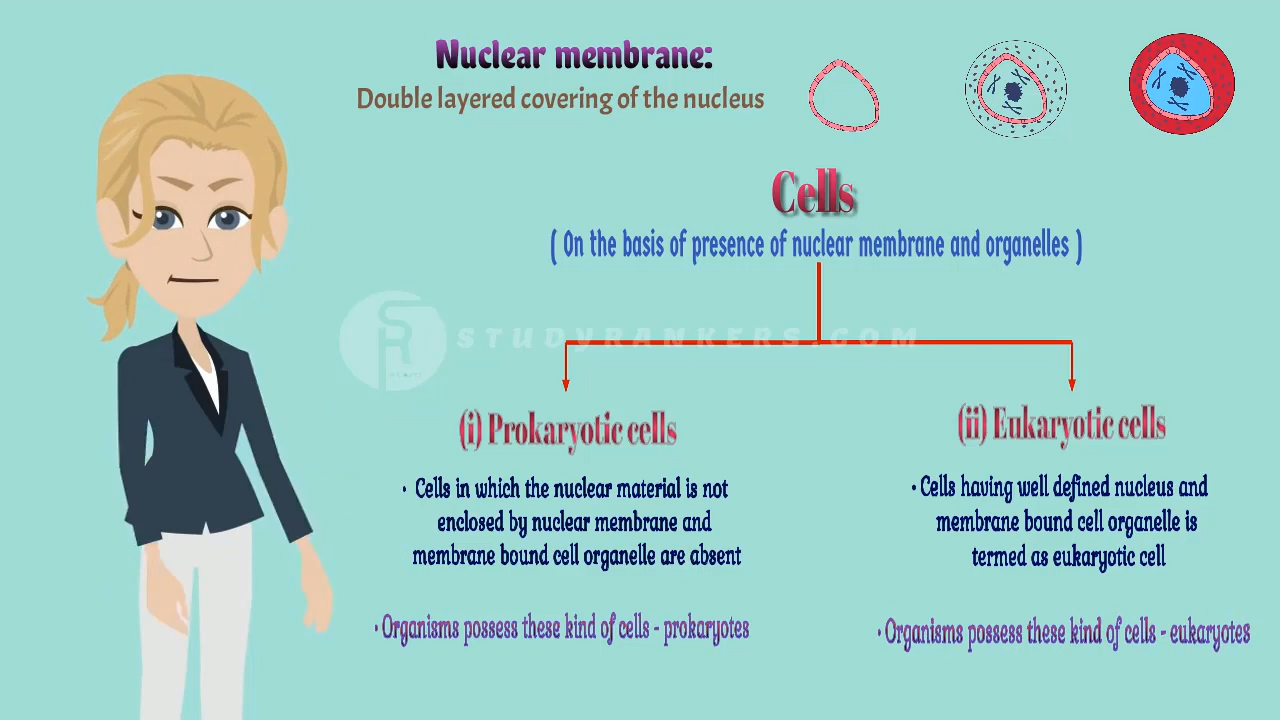 Nuclear membrane:
Double layered covering of the nucleus
Cells
( On the basis of presence of nuclear membrane and organelles )
STUDYRANKERS.COM
(i) Prokaryotic cells
• Cells in which the nuclear material is not
enclosed by nuclear membrane and
membrane bound cell organelle are absent
• Organisms possess these kind of cells - prokaryotes
(ii) Eukaryotic cells
• Cells having well defined nucleus and
membrane bound cell organelle is
termed as eukaryotic cell
• Organisms possess these kind of cells - eukaryotes